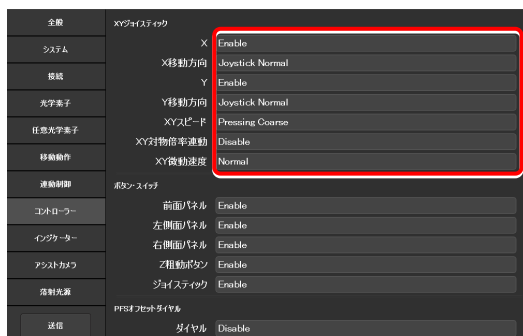 全般
システム
接続
光学素子
任意光学素子
移動動作
連動制御
コントローラー
インジケーター
アシストカメラ
落射光源
送信
XYジョイスティック
X Enable
X移動方向 Joystick Normal
Y Enable
Y移動方向 Joystick Normal
XYスピード Pressing Coarse
XY対物倍率連動 Disable
XY微動速度 Normal
ボタン・スイッチ
前面パネル Enable
左側面パネル Enable
右側面パネル Enable
Z粗動ボタン Enable
ジョイスティック Enable
PFSオフセットダイヤル
ダイヤル Disable